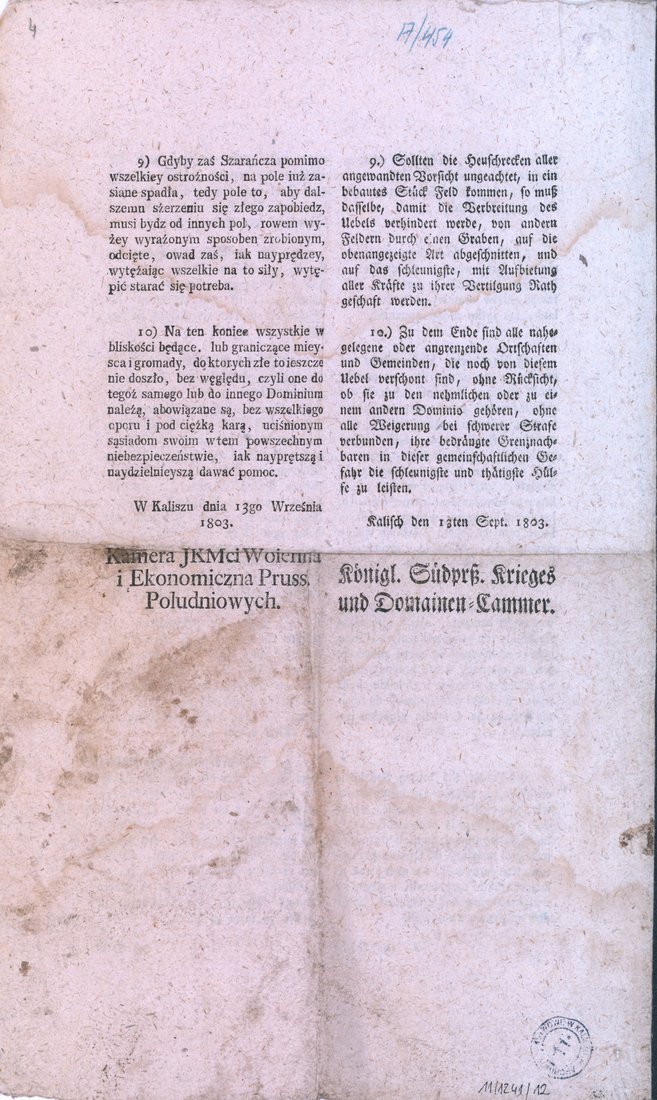 4
17/454
9) Gdyby zaś Szarańcza pomimo
wszelkiey ostrożności, na pole iuż za-
siane spadła, tedy pole to, aby dal-
szemu szerzeniu się złego zapobiedz,
musi bydz od innych pol, rowem wy-
żey wyrażonym sposoben zrobionym,
odcięte, owad zaś, iak nayprędzey,
wytężaiąc wszelkie na to siły, wytę-
pić starać się potrzeba.
10) Na ten koniec wszystkie w
bliskości będące. lub graniczące miey-
sca i gromady, do ktorych złe to ieszcze
nie doszło, bez węględu, czyli one do
tegoż samego lub do innego Dominium
należą, abowiązane są, bez wszelkiego
oporu i pod ciężką karą, uciśnionym
sąsiadom swoim w tem powszechnym
niebezpieczeństwie, iak nayprętszą i
naydzielnieyszą dawać pomoc.
W Kaliszu dnia 13go Września
1803.
Kamera JKMci Woienna
i Ekonomiczna Pruss.
Poludniowych.
9.) Sollten die Heuschrecken aller
angewandten Vorsicht ungeachtet, in ein
bebautes Stück Feld kommen, so muß
dasselbe, damit die Verbreitung des
Uebels verhindert werde, von andern
Feldern durch einen Graben, auf die
obenangezeigte Art abgeschnitten, und
auf das schleunigste, mit Aufbietung
aller Kräfte zu ihrer Vertilgung Rath
geschaft werden.
10.) Zu dem Ende sind alle nahe
gelegene oder angrenzende Ortschaften
und Gemeinden, die noch von diesem
Uebel verschont sind, ohne Rücksicht,
ob sie zu den nehmlichen oder zu ei-
nem andern Dominio gehören, ohne
alle Weigerung bei schwerer Strafe
verbunden, ihre bedrängte Grenznach-
baren in dieser gemeinschaftlichen Ge-
fahr die schleunigste und thätigste Hül-
fe zu leisten.
Kalisch den 13ten Sept. 1803.
Königl. Südprß. Krieges
und Domainen-Cammer.
11/1241/12